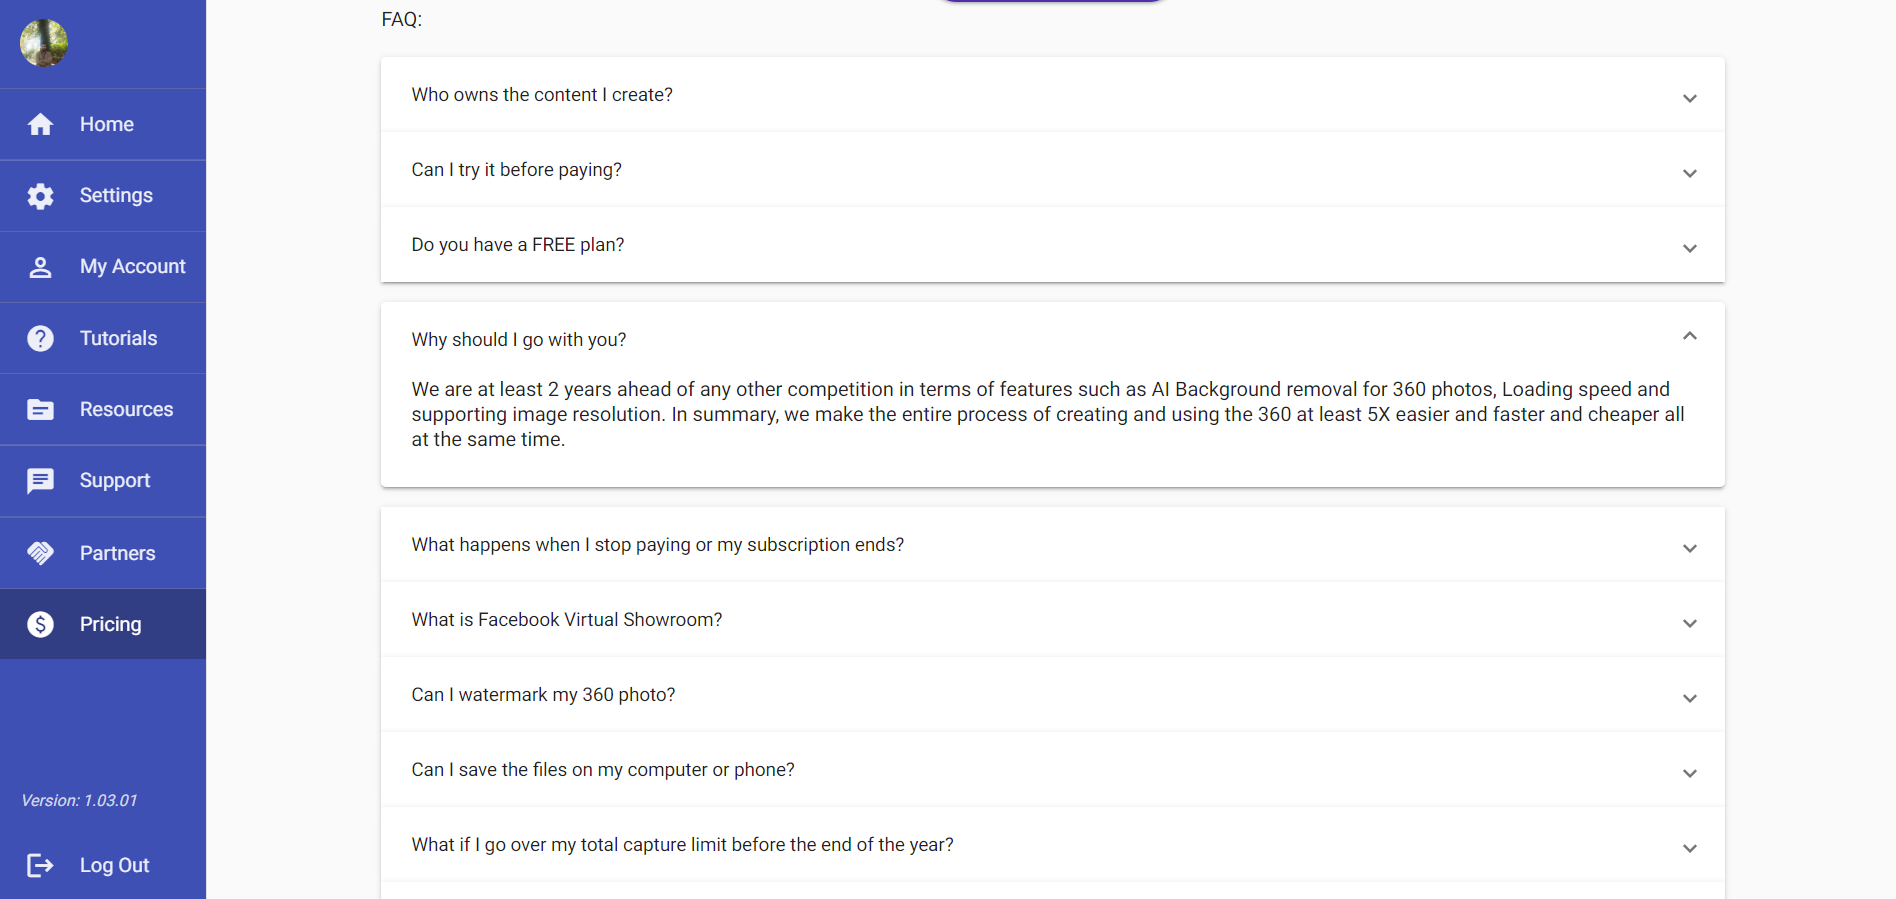 FAQ:
Home
Settings
My Account
Tutorials
Resources
Support
Partners
Pricing
Version: 1.03.01
Log Out
Who owns the content I create?
Can I try it before paying?
Do you have a FREE plan?
Why should I go with you?
We are at least 2 years ahead of any other competition in terms of features such as AI Background removal for 360 photos, Loading speed and
supporting image resolution. In summary, we make the entire process of creating and using the 360 at least 5X easier and faster and cheaper all
at the same time.
What happens when I stop paying or my subscription ends?
What is Facebook Virtual Showroom?
Can I watermark my 360 photo?
Can I save the files on my computer or phone?
What if I go over my total capture limit before the end of the year?